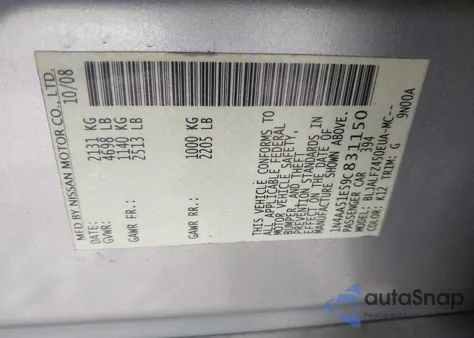 MFD.BY NISSAN MOTOR CO., LTD.
DATE: 10/08
GVWR: 2131 KG
4698 LB
GAWR FR: 1140 KG
2513 LB
GAWR RR: 1000 KG
2205 LB
THIS VEHICLE CONFORMS TO
ALL APPLICABLE FEDERAL
MOTOR VEHICLE SAFETY,
BUMPER, AND THEFT
PREVENTION STANDARDS IN
EFFECT ON THE DATE OF
MANUFACTURE SHOWN ABOVE.
1N4AA51E59C831150
PASSENGER CAR 394
MODEL: BLJALFZ450EUA-MC--
COLOR: K12 TRIM: G
9N00A
autoSnap